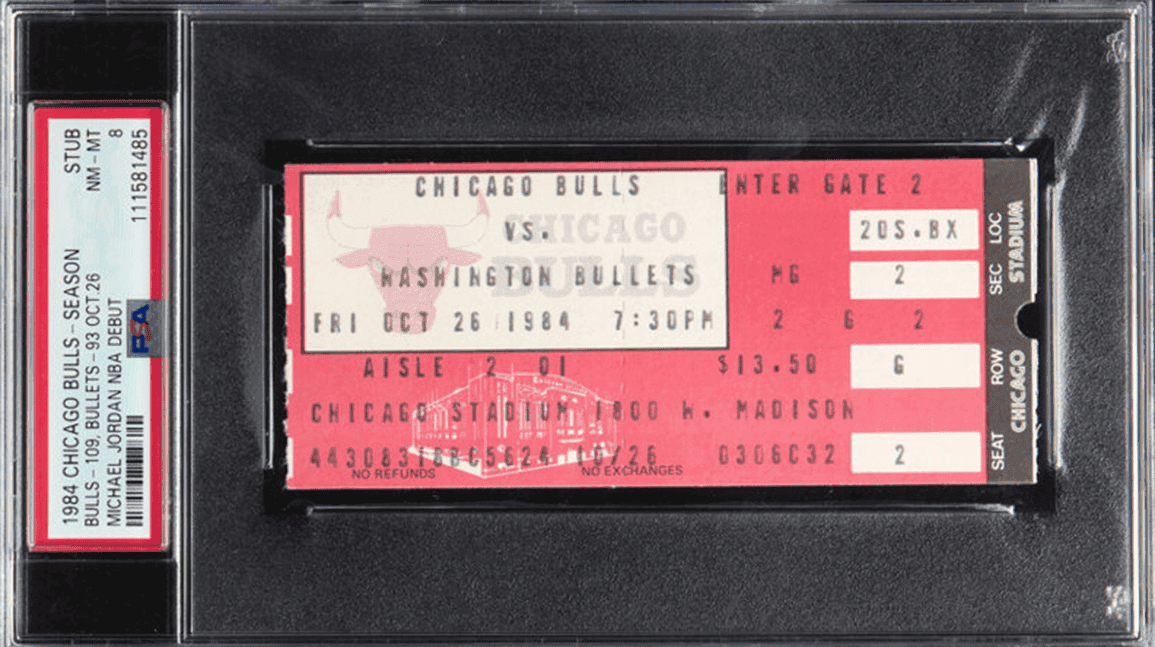 1984 CHICAGO BULLS - SEASON STUB
BULLS - 109, BULLETS - 93 OCT.26 NM - MT
MICHAEL JORDAN NBA DEBUT 8
111581485
PSA
CHICAGO BULLS ENTER GATE 2
CHICAGO
BULLS
VS. 20S.BX LOC
WASHINGTON BULLETS MG 2 SEC
FRI OCT 26 1984 7:30PM 2 G 2
AISLE 2 01 $13.50 G ROW
CHICAGO STADIUM 1800 W. MADISON
10/26 0306C32 2 SEAT
NO REFUNDS NO EXCHANGES
CHICAGO STADIUM